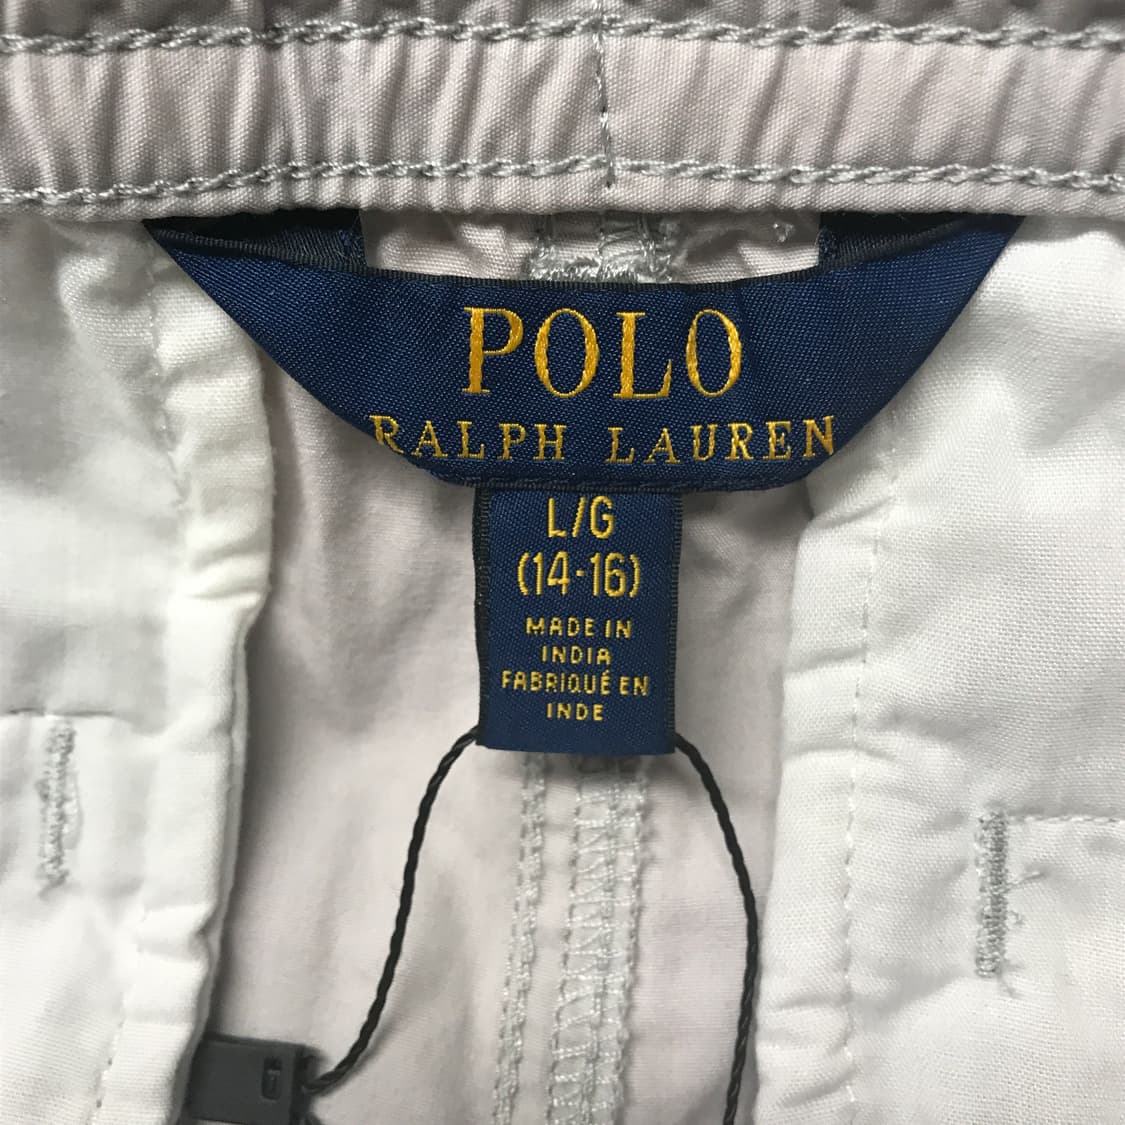 POLO
RALPH LAUREN
L/G
(14-16)
MADE IN
INDIA
FABRIQUÉ EN
INDE